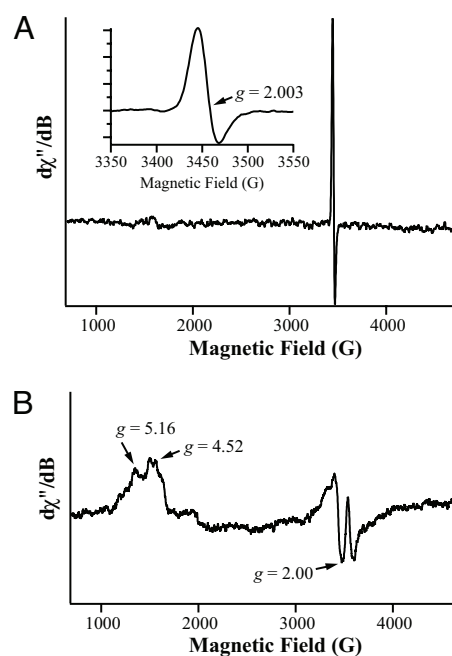 A
dχ"/dB
g = 2.003
3350 3400 3450 3500 3550
Magnetic Field (G)
1000 2000 3000 4000
Magnetic Field (G)
B
dχ"/dB
g = 5.16
g = 4.52
g = 2.00
1000 2000 3000 4000
Magnetic Field (G)